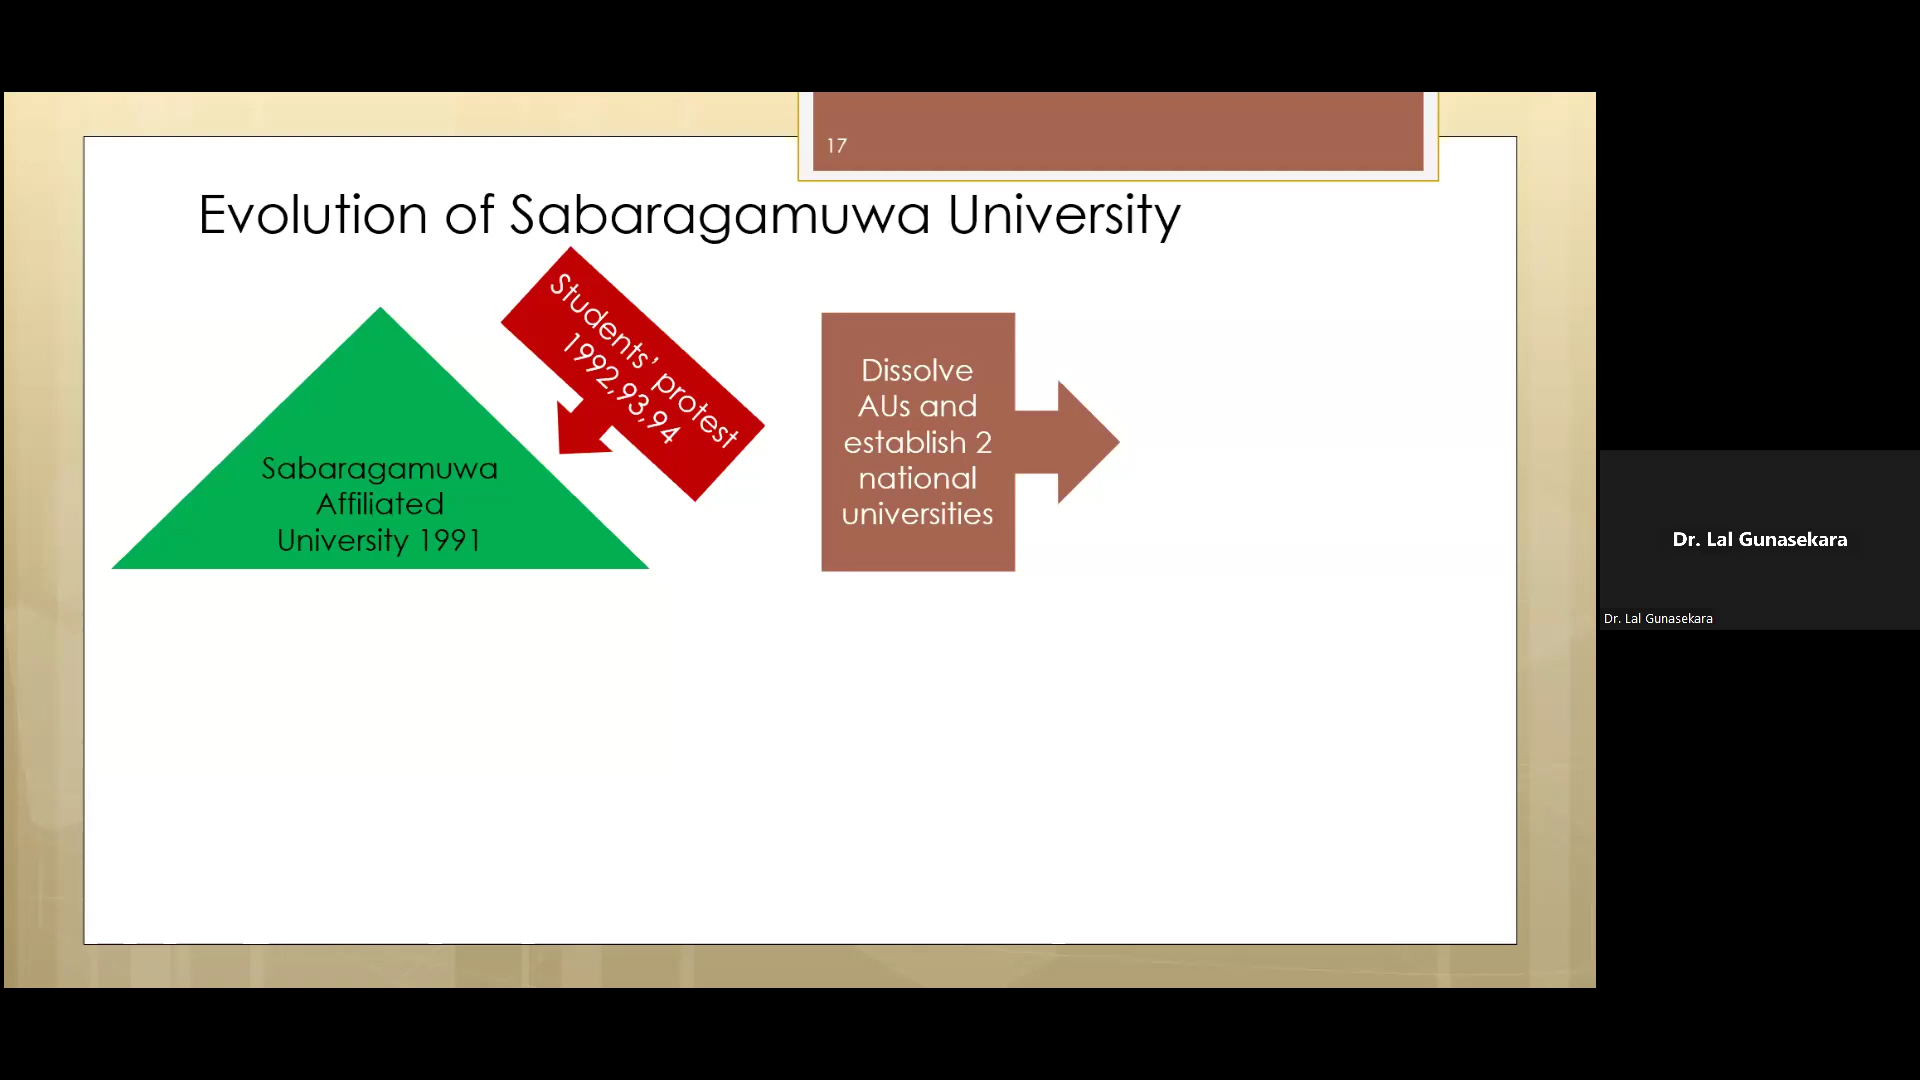 17
Evolution of Sabaragamuwa University
Students' protest
1992,93,94
Sabaragamuwa
Affiliated
University 1991
Dissolve
AUs and
establish 2
national
universities
Dr. Lal Gunasekara
Dr. Lal Gunasekara